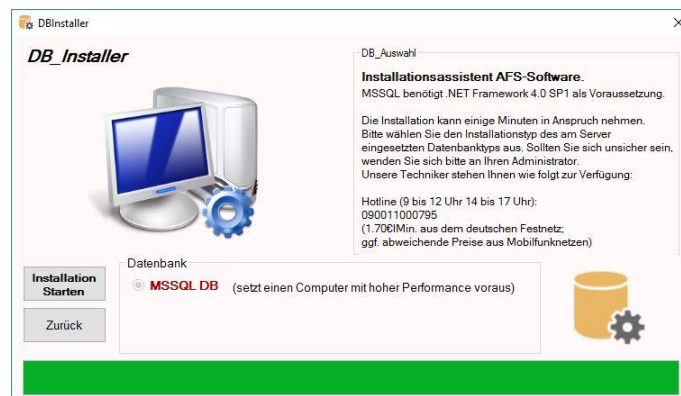 DBInstaller
DB_Installer
DB_Auswahl
Installationsassistent AFS-Software.
MSSQL benötigt .NET Framework 4.0 SP1 als Voraussetzung.
Die Installation kann einige Minuten in Anspruch nehmen.
Bitte wählen Sie den Installationstyp des am Server
eingesetzten Datenbanktyps aus. Sollten Sie sich unsicher sein,
wenden Sie sich bitte an Ihren Administrator.
Unsere Techniker stehen Ihnen wie folgt zur Verfügung:
Hotline (9 bis 12 Uhr 14 bis 17 Uhr):
090011000795
(1.70€lMin. aus dem deutschen Festnetz;
ggf. abweichende Preise aus Mobilfunknetzen)
Installation
Starten
Zurück
Datenbank
MSSQL DB (setzt einen Computer mit hoher Performance voraus)